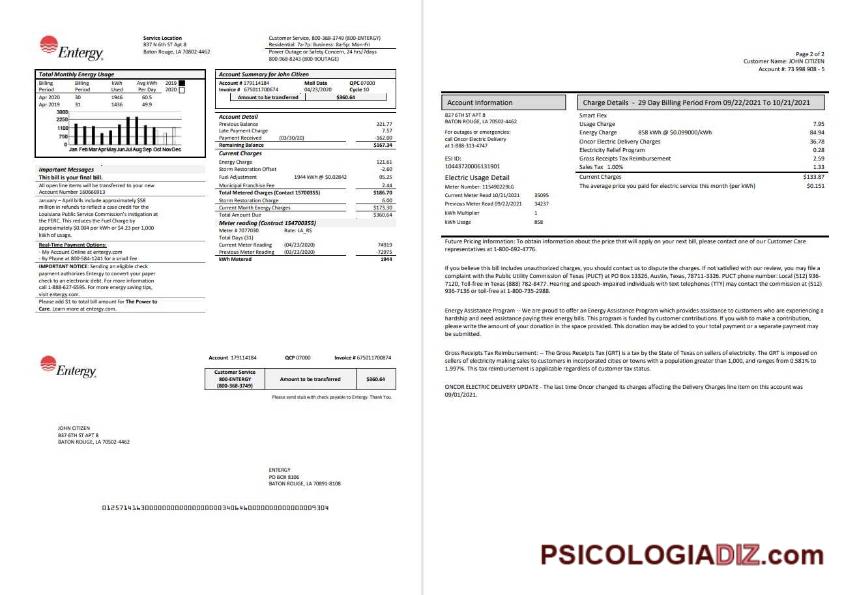 Entergy
Service Location
837 N 6TH St Apt 8
Baton Rouge, LA 70802-4462
Customer Service, 800-368-3749 (800-ENTERGY)
Residential: 7a-7p: Business: 8a-5p: Mon-Fri
Power Outage or Safety Concern, 24 hrs/7days
800-968-8243 (800-9OUTAGE)
Total Monthly Energy Usage
Billing Billing kWh Avg kWh 2019
Period Period Used Per Day 2020
Apr 2020 30 1946 60.5
Apr 2019 31 1436 49.9
3000
2250
1100
700
0
Jan Feb Mar Apr May Jun Jul Aug Sep Oct Nov Dec
Important Messages
This bill is your final bill.
All open line items will be transferred to your new
Account Number 160666913
January – April bills include approximately $58
million in refunds to reflect a case credit for the
Louisiana Public Service Commission's mitigation at
the FERC. This reduces the Fuel Charge by
approximately $0.004 per kWh or $4.23 per 1,000
kWh of usage.
Real-Time Payment Options:
- My Account Online at entergy.com
- By Phone at 800-584-1241 for a small Fee
IMPORTANT NOTICE: Sending an eligible check
payment authorizes Entergy to convert your paper
check to an electronic debit. For more information
call 1-888-627-6595. For more energy saving tips,
visit entergy.com.
Please add $1 to total bill amount for The Power to
Care. Learn more at entergy.com.
Account Summary for John Citizen
Account # 179114184 Mail Date QPC 07000
Invoice # 675011700674 04/23/2020 Cycle 10
Amount to be transferred $360.64
Account Detail
Previous Balance 321.77
Late Payment Charge 7.57
Payment Received (03/30/20) -162.00
Remaining Balance $167.34
Current Charges
Energy Charge 121.61
Storm Restoration Offset -2.60
Fuel Adjustment 1944 kWh @ $0.02842 05.25
Municipal Franchise Fee 2.44
Total Metered Charges (Contact 15700355) $186.70
Storm Restoration Charge 6.00
Current Month Energy Charges $173.30
Total Amount Due $360.64
Meter reading (Contract 154700355)
Meter # 7077030 Rate: LA_RS
Total Days (31)
Current Meter Reading (04/23/2020) 74919
Previous Meter Reading (03/23/2020) -72975
kWh Metered 1944
Entergy
Account 179114184 QCP 07000 Invoice # 675011700874
Customer Service
800-ENTERGY
(800-368-3749)
Amount to be transferred $360.64
Please send stub with check payable to Entergy. Thank You.
JOHN CITIZEN
837 6TH ST APT 8
BATON ROUGE, LA 70802-4462
ENTERGY
PO BOX 8106
BATON ROUGE, LA 70891-8108
Page 2 of 2
Customer Name: JOHN CITIZEN
Account #: 73 998 908 - 5
Account Information
837 6TH ST APT 8
BATON ROUGE, LA 70502-4462
For outages or emergencies:
call Oncor Electric Delivery
at 1-888-313-4747
ESI ID:
10443720006131901
Electric Usage Detail
Meter Number: 115490223LG
Current Meter Read 10/21/2021 35095
Previous Meter Read 09/22/2021 34237
kWh Multiplier 1
kWh Usage 858
Charge Details - 29 Day Billing Period From 09/22/2021 To 10/21/2021
Smart Flex
Usage Charge 7.95
Energy Charge 858 kWh @ $0.099000/kWh 84.94
Oncor Electric Delivery Charges 36.78
Electricity Relief Program 0.28
Gross Receipts Tax Reimbursement 2.59
Sales Tax 1.00% 1.33
Current Charges $133.87
The average price you paid for electric service this month (per kWh) $0.151
Future Pricing Information: To obtain information about the price that will apply on your next bill, please contact one of our Customer Care
representatives at 1-800-692-4776.
If you believe this bill includes unauthorized charges, you should contact us to dispute the charges. If not satisfied with our review, you may file a
complaint with the Public Utility Commission of Texas (PUCT) at PO Box 13326, Austin, Texas, 78711-3326. PUCT phone number: Local (512) 936-
7120, Toll-free in Texas (888) 782-8477. Hearing and speech-impaired individuals with text telephones (TTY) may contact the commission at (512)
936-7136 or toll-free at 1-800-735-2988.
Energy Assistance Program -- We are proud to offer an Energy Assistance Program which provides assistance to customers who are experiencing a
hardship and need assistance paying their energy bills. This program is funded by customer contributions. If you wish to make a contribution,
please write the amount of your donation in the space provided. This donation may be added to your total payment or a separate payment may
be submitted.
Gross Receipts Tax Reimbursement: -- The Gross Receipts Tax (GRT) is a tax by the State of Texas on sellers of electricity. The GRT is imposed on
sellers of electricity making sales to customers in incorporated cities or towns with a population greater than 1,000, and ranges from 0.581% to
1.997%. This tax reimbursement is applicable regardless of customer tax status.
ONCOR ELECTRIC DELIVERY UPDATE - The last time Oncor changed its charges affecting the Delivery Charges line item on this account was
09/01/2021.
PSICOLOGIADIZ.com